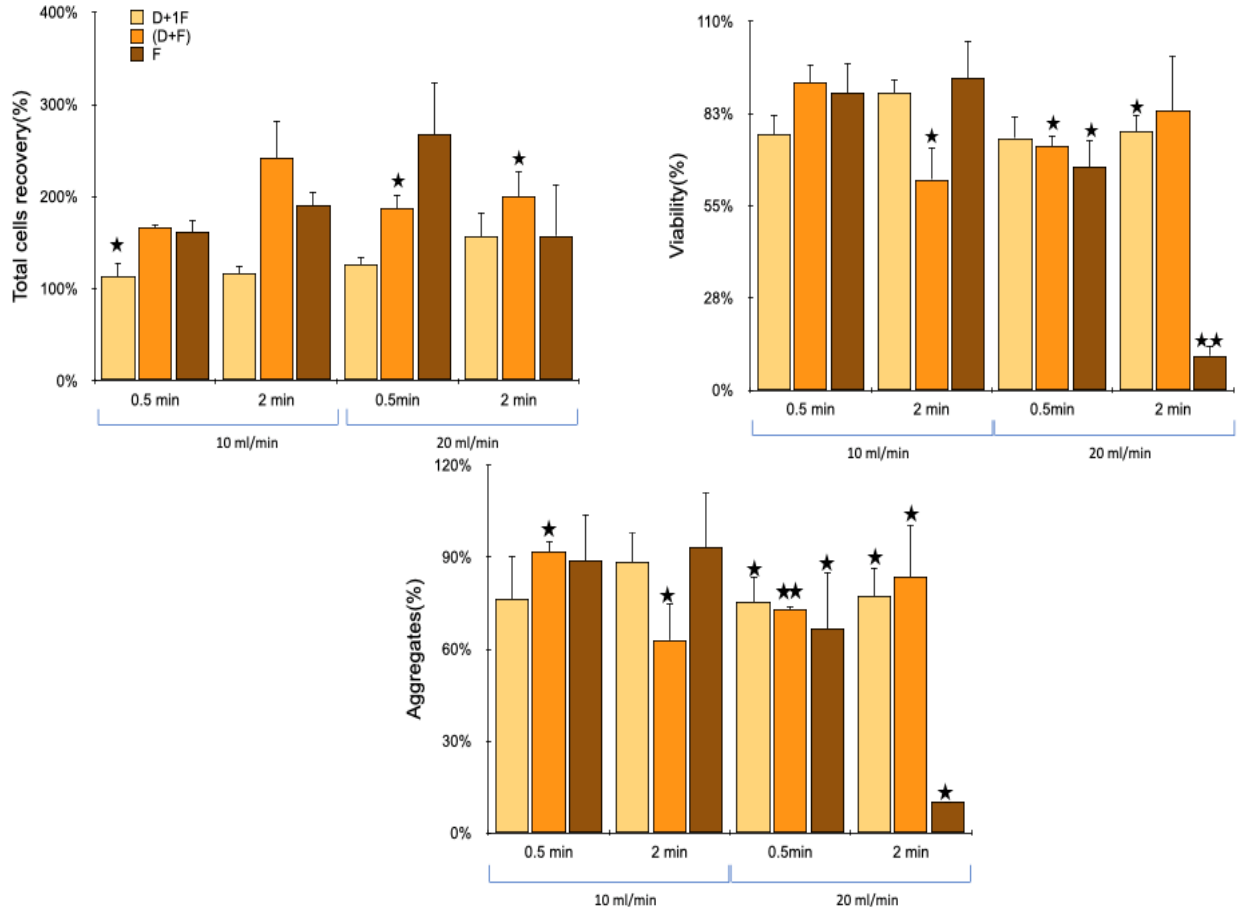 400%
300%
200%
100%
0%
Total cells recovery(%)
D+1F
(D+F)
F
0.5 min
2 min
0.5min
2 min
10 ml/min
20 ml/min
110%
83%
55%
28%
0%
Viability(%)
0.5 min
2 min
0.5min
2 min
10 ml/min
20 ml/min
120%
90%
60%
30%
0%
Aggregates(%)
0.5 min
2 min
0.5min
2 min
10 ml/min
20 ml/min